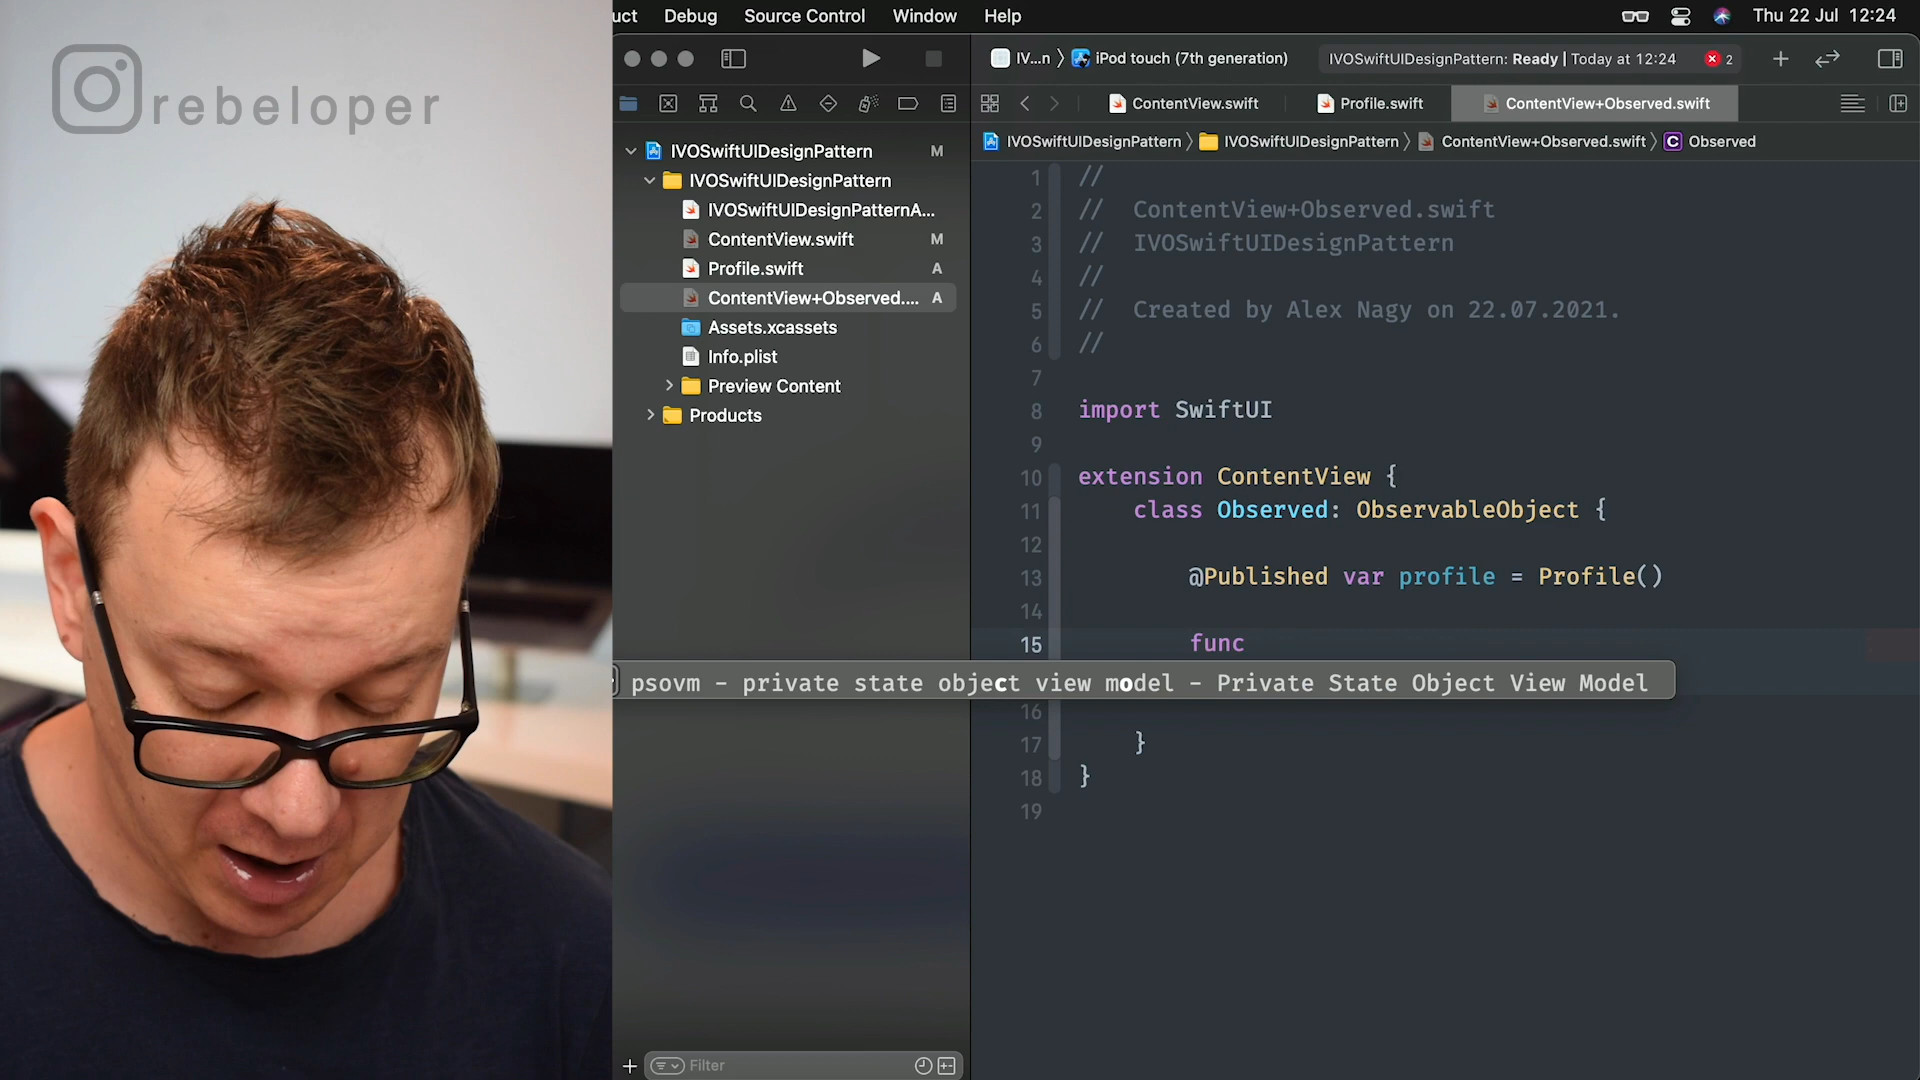 rebeloper
uct Debug Source Control Window Help
Thu 22 Jul 12:24
IV...n 〉 iPod touch (7th generation)
IVOSwiftUIDesignPattern: Ready | Today at 12:24
2
ContentView.swift
Profile.swift
ContentView+Observed.swift
IVOSwiftUIDesignPattern 〉 IVOSwiftUIDesignPattern 〉 ContentView+Observed.swift 〉 C Observed
IVOSwiftUIDesignPattern M
IVOSwiftUIDesignPattern
IVOSwiftUIDesignPatternA...
ContentView.swift M
Profile.swift A
ContentView+Observed.... A
Assets.xcassets
Info.plist
Preview Content
Products
Filter
1 //
2 // ContentView+Observed.swift
3 // IVOSwiftUIDesignPattern
4 //
5 // Created by Alex Nagy on 22.07.2021.
6 //
7
8 import SwiftUI
9
10 extension ContentView {
11 class Observed: ObservableObject {
12
13 @Published var profile = Profile()
14
15 func
psovm - private state object view model - Private State Object View Model
16
17 }
18 }
19